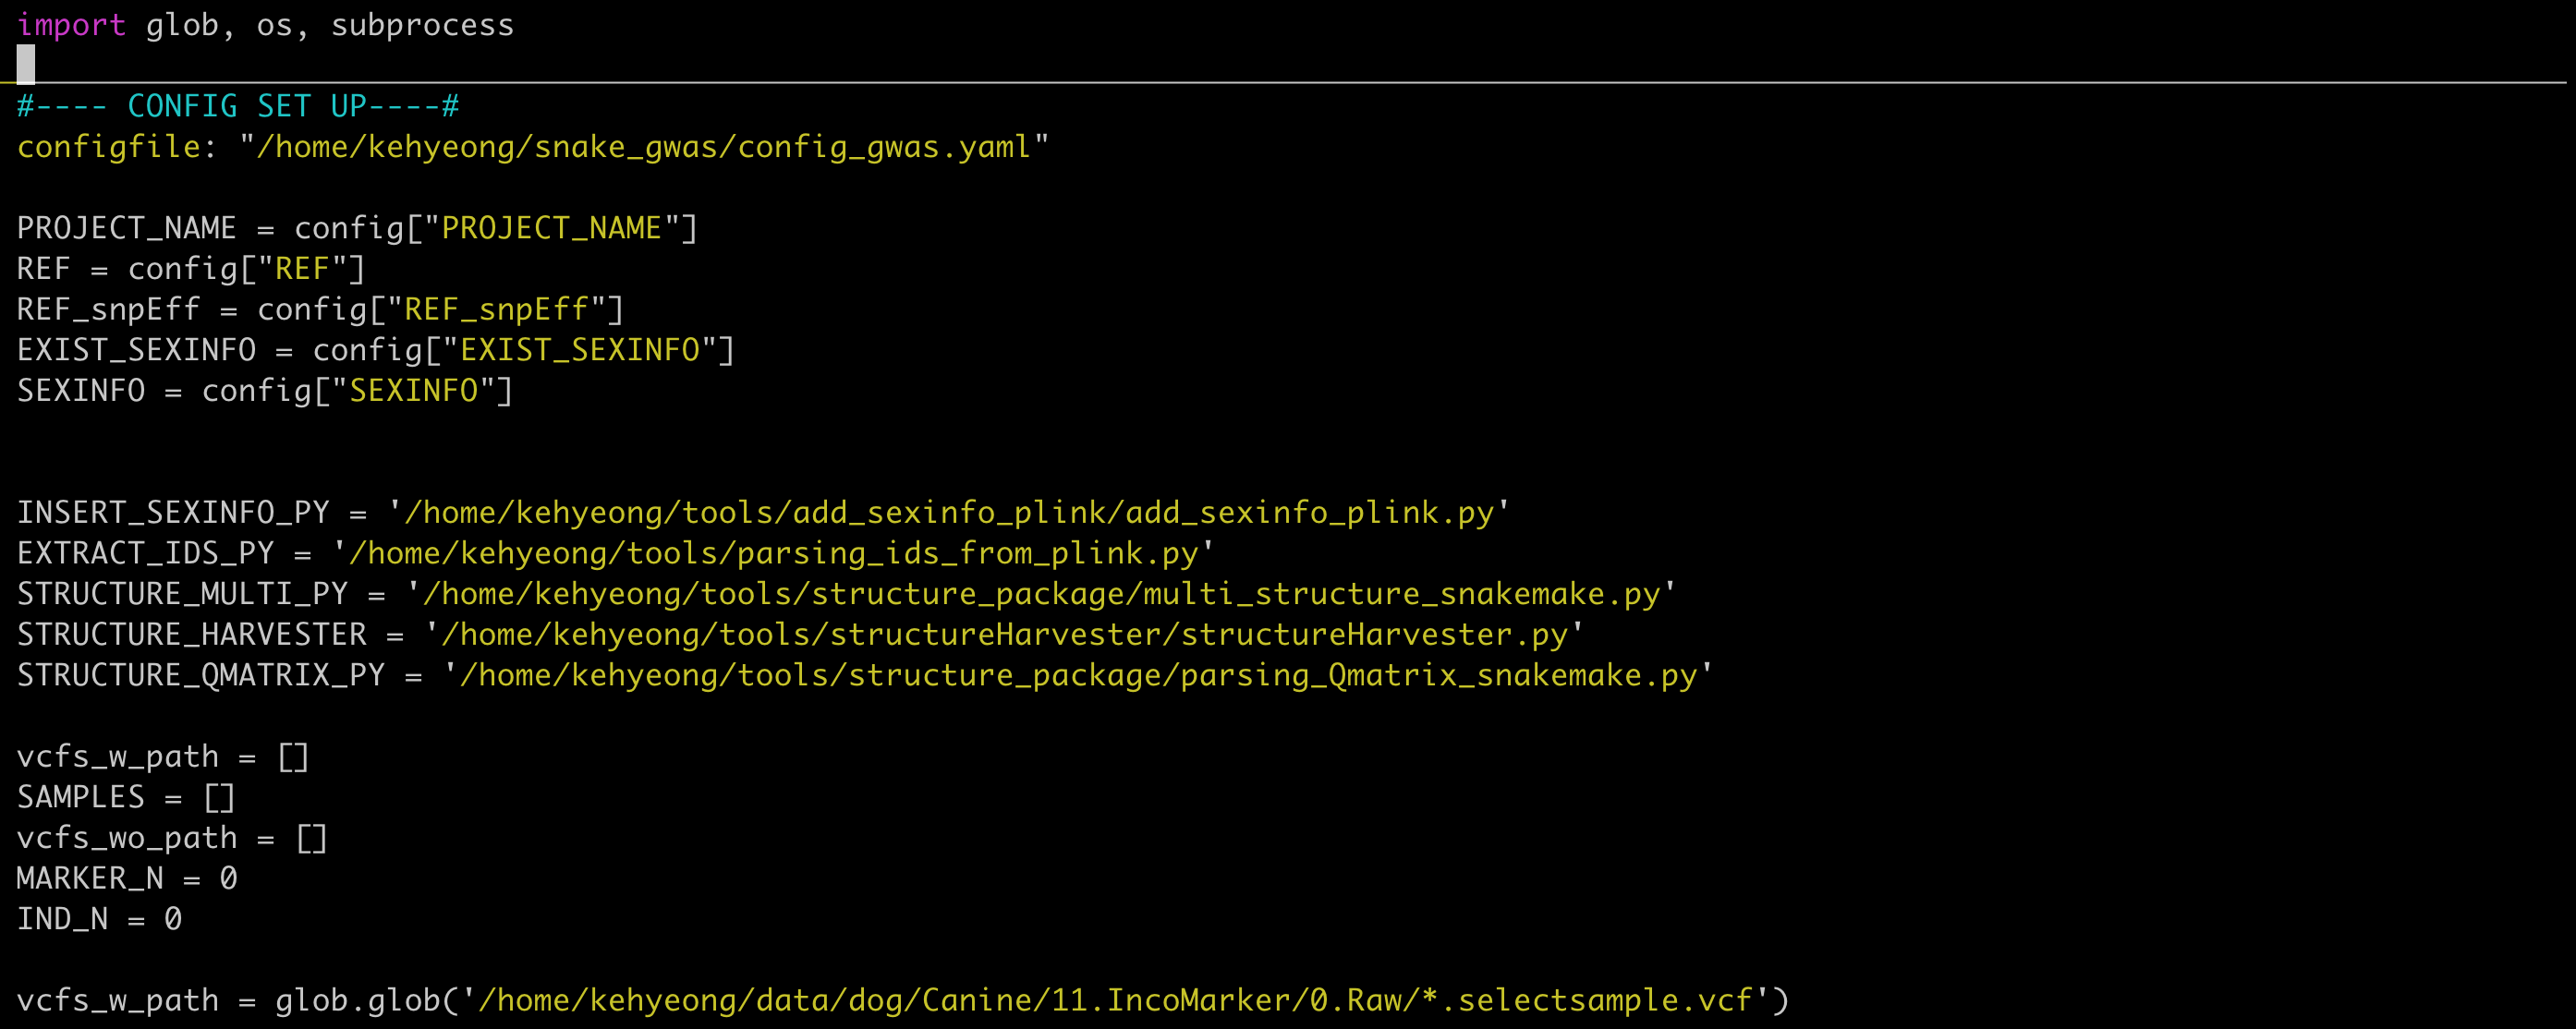 import glob, os, subprocess
#---- CONFIG SET UP----#
configfile: "/home/kehyeong/snake_gwas/config_gwas.yaml"
PROJECT_NAME = config["PROJECT_NAME"]
REF = config["REF"]
REF_snpEff = config["REF_snpEff"]
EXIST_SEXINFO = config["EXIST_SEXINFO"]
SEXINFO = config["SEXINFO"]
INSERT_SEXINFO_PY = '/home/kehyeong/tools/add_sexinfo_plink/add_sexinfo_plink.py'
EXTRACT_IDS_PY = '/home/kehyeong/tools/parsing_ids_from_plink.py'
STRUCTURE_MULTI_PY = '/home/kehyeong/tools/structure_package/multi_structure_snakemake.py'
STRUCTURE_HARVESTER = '/home/kehyeong/tools/structureHarvester/structureHarvester.py'
STRUCTURE_QMATRIX_PY = '/home/kehyeong/tools/structure_package/parsing_Qmatrix_snakemake.py'
vcfs_w_path = []
SAMPLES = []
vcfs_wo_path = []
MARKER_N = 0
IND_N = 0
vcfs_w_path = glob.glob('/home/kehyeong/data/dog/Canine/11.IncoMarker/0.Raw/*.selectsample.vcf')